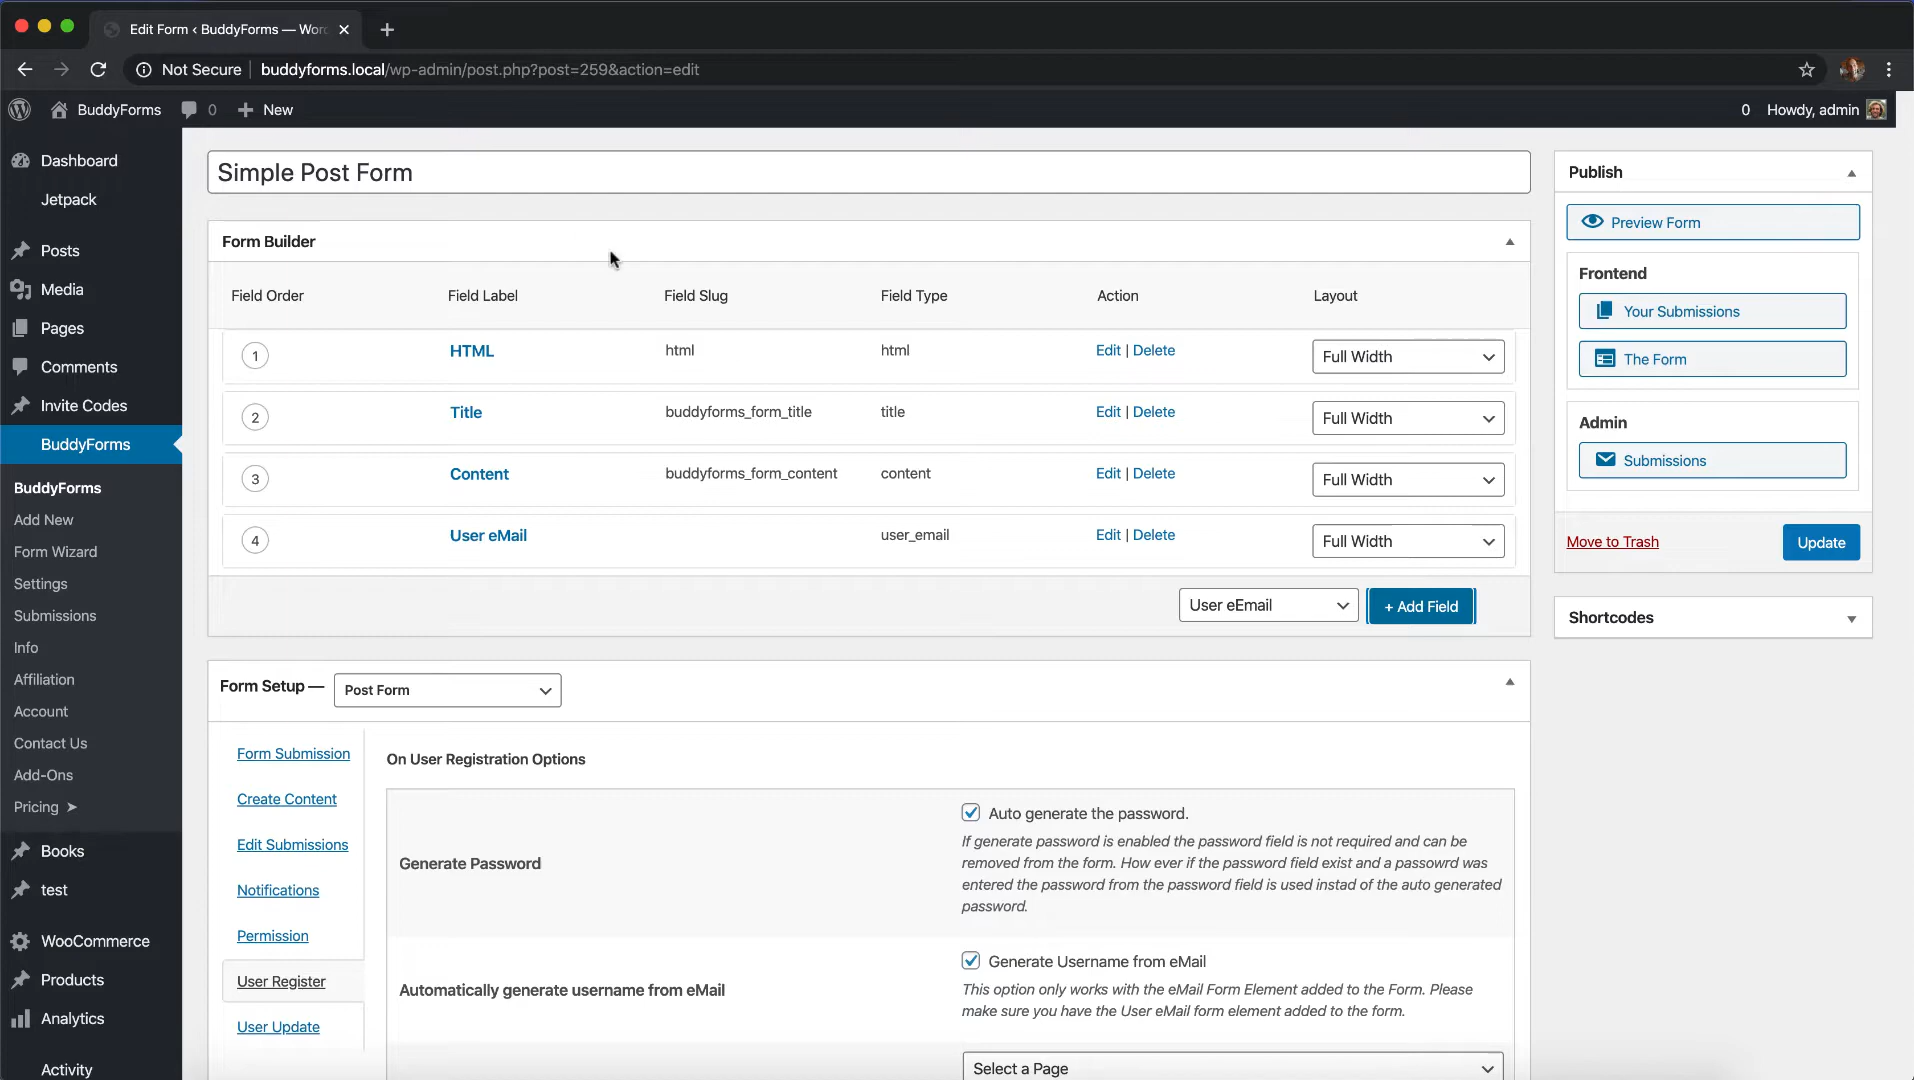 Edit Form ‹ BuddyForms — Wor
Not Secure
buddyforms.local/wp-admin/post.php?post=259&action=edit
BuddyForms
0
New
0
Howdy, admin
Dashboard
Jetpack
Posts
Media
Pages
Comments
Invite Codes
BuddyForms
BuddyForms
Add New
Form Wizard
Settings
Submissions
Info
Affiliation
Account
Contact Us
Add-Ons
Pricing ➤
Books
test
WooCommerce
Products
Analytics
Activity
Simple Post Form
Form Builder
Field Order Field Label Field Slug Field Type Action Layout
1 HTML html html Edit | Delete Full Width
2 Title buddyforms_form_title title Edit | Delete Full Width
3 Content buddyforms_form_content content Edit | Delete Full Width
4 User eMail user_email Edit | Delete Full Width
User eEmail
+ Add Field
Form Setup —
Post Form
Form Submission
Create Content
Edit Submissions
Notifications
Permission
User Register
User Update
On User Registration Options
Generate Password
Auto generate the password.
If generate password is enabled the password field is not required and can be
removed from the form. How ever if the password field exist and a passowrd was
entered the password from the password field is used instad of the auto generated
password.
Automatically generate username from eMail
Generate Username from eMail
This option only works with the eMail Form Element added to the Form. Please
make sure you have the User eMail form element added to the form.
Select a Page
Publish
Preview Form
Frontend
Your Submissions
The Form
Admin
Submissions
Move to Trash
Update
Shortcodes